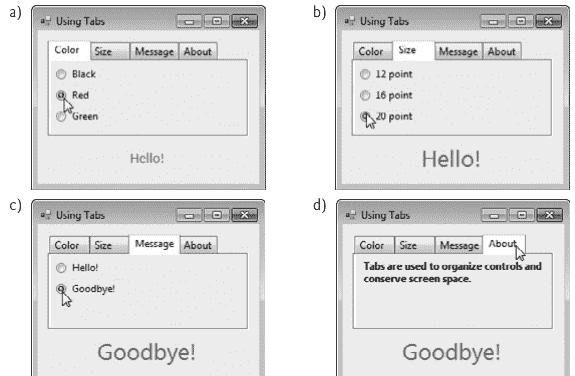 a)
Using Tabs
Color Size Message About
Black
Red
Green
Hello!
b)
Using Tabs
Color Size Message About
12 point
16 point
20 point
Hello!
c)
Using Tabs
Color Size Message About
Hello!
Goodbye!
Goodbye!
d)
Using Tabs
Color Size Message About
Tabs are used to organize controls and
conserve screen space.
Goodbye!